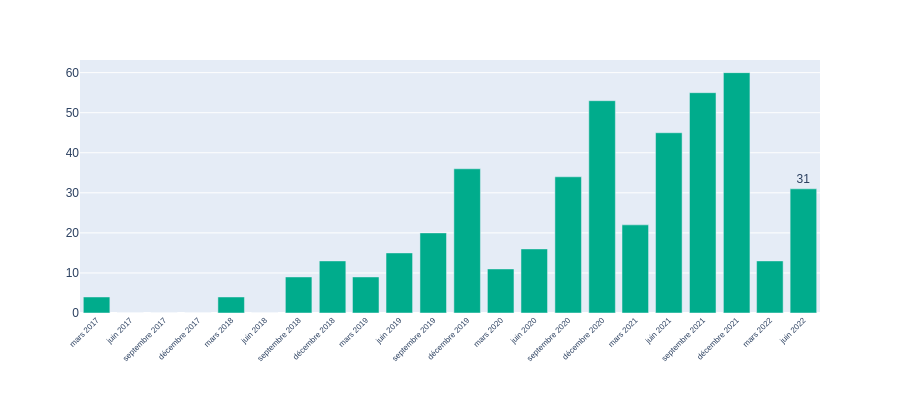 60
50
40
30
20
10
0
31
mars 2017
juin 2017
septembre 2017
décembre 2017
mars 2018
juin 2018
septembre 2018
décembre 2018
mars 2019
juin 2019
septembre 2019
décembre 2019
mars 2020
juin 2020
septembre 2020
décembre 2020
mars 2021
juin 2021
septembre 2021
décembre 2021
mars 2022
juin 2022